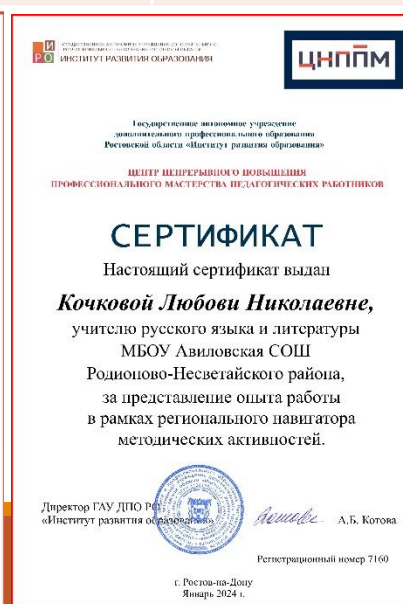 ИНСТИТУТ РАЗВИТИЯ ОБРАЗОВАНИЯ
ЦНППМ
Государственное автономное учреждение
дополнительного профессионального образования
Ростовской области «Институт развития образования»
ЦЕНТР НЕПРЕРЫВНОГО ПОВЫШЕНИЯ
ПРОФЕССИОНАЛЬНОГО МАСТЕРСТВА ПЕДАГОГИЧЕСКИХ РАБОТНИКОВ
СЕРТИФИКАТ
Настоящий сертификат выдан
Кочковой Любови Николаевне,
учителю русского языка и литературы
МБОУ Авиловская СОШ
Родионово-Несветайского района,
за представление опыта работы
в рамках регионального навигатора
методических активностей.
Директор ГАУ ДПО РО
«Институт развития образования»
А.Б. Котова
Регистрационный номер 7160
г. Ростов-на-Дону
Январь 2024 г.